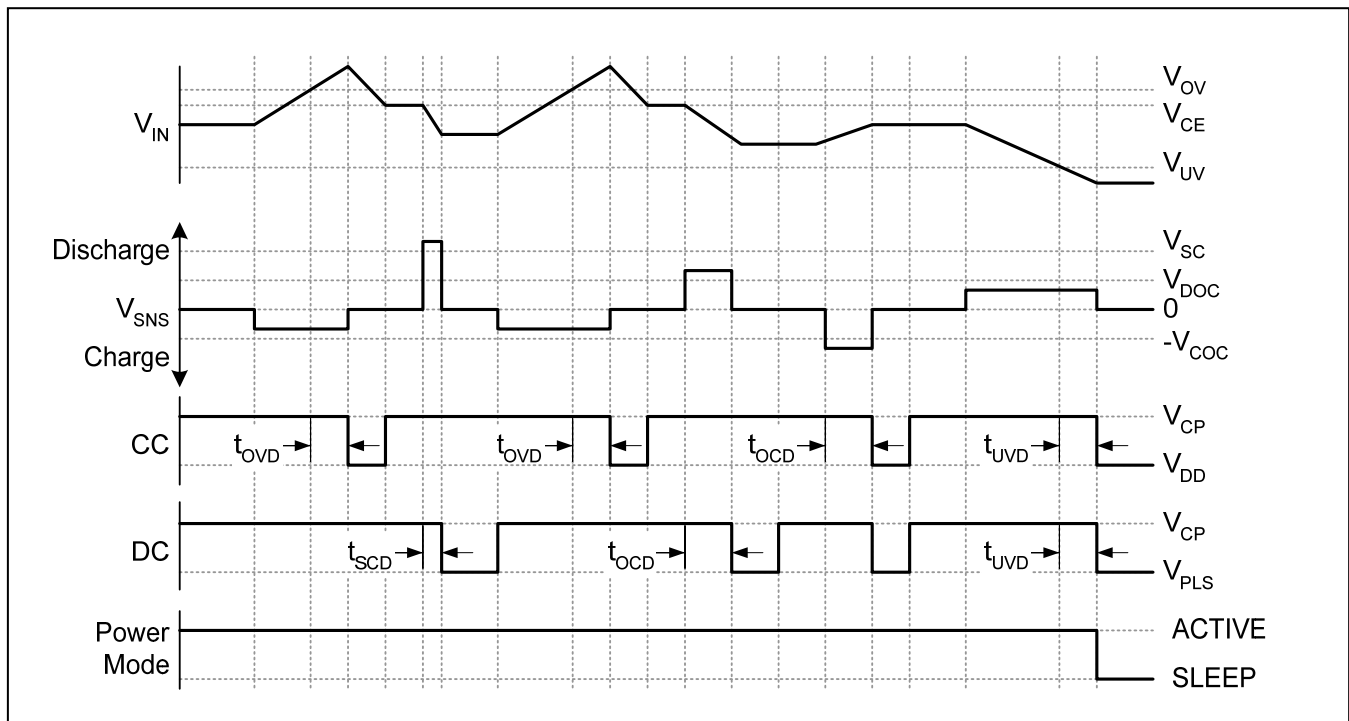 V_IN
V_OV
V_CE
V_UV
Discharge
V_SNS
Charge
V_SC
V_DOC
0
-V_COC
CC
t_OVD
t_OVD
t_OCD
t_UVD
V_CP
V_DD
DC
t_SCD
t_OCD
t_UVD
V_CP
V_PLS
Power
Mode
ACTIVE
SLEEP